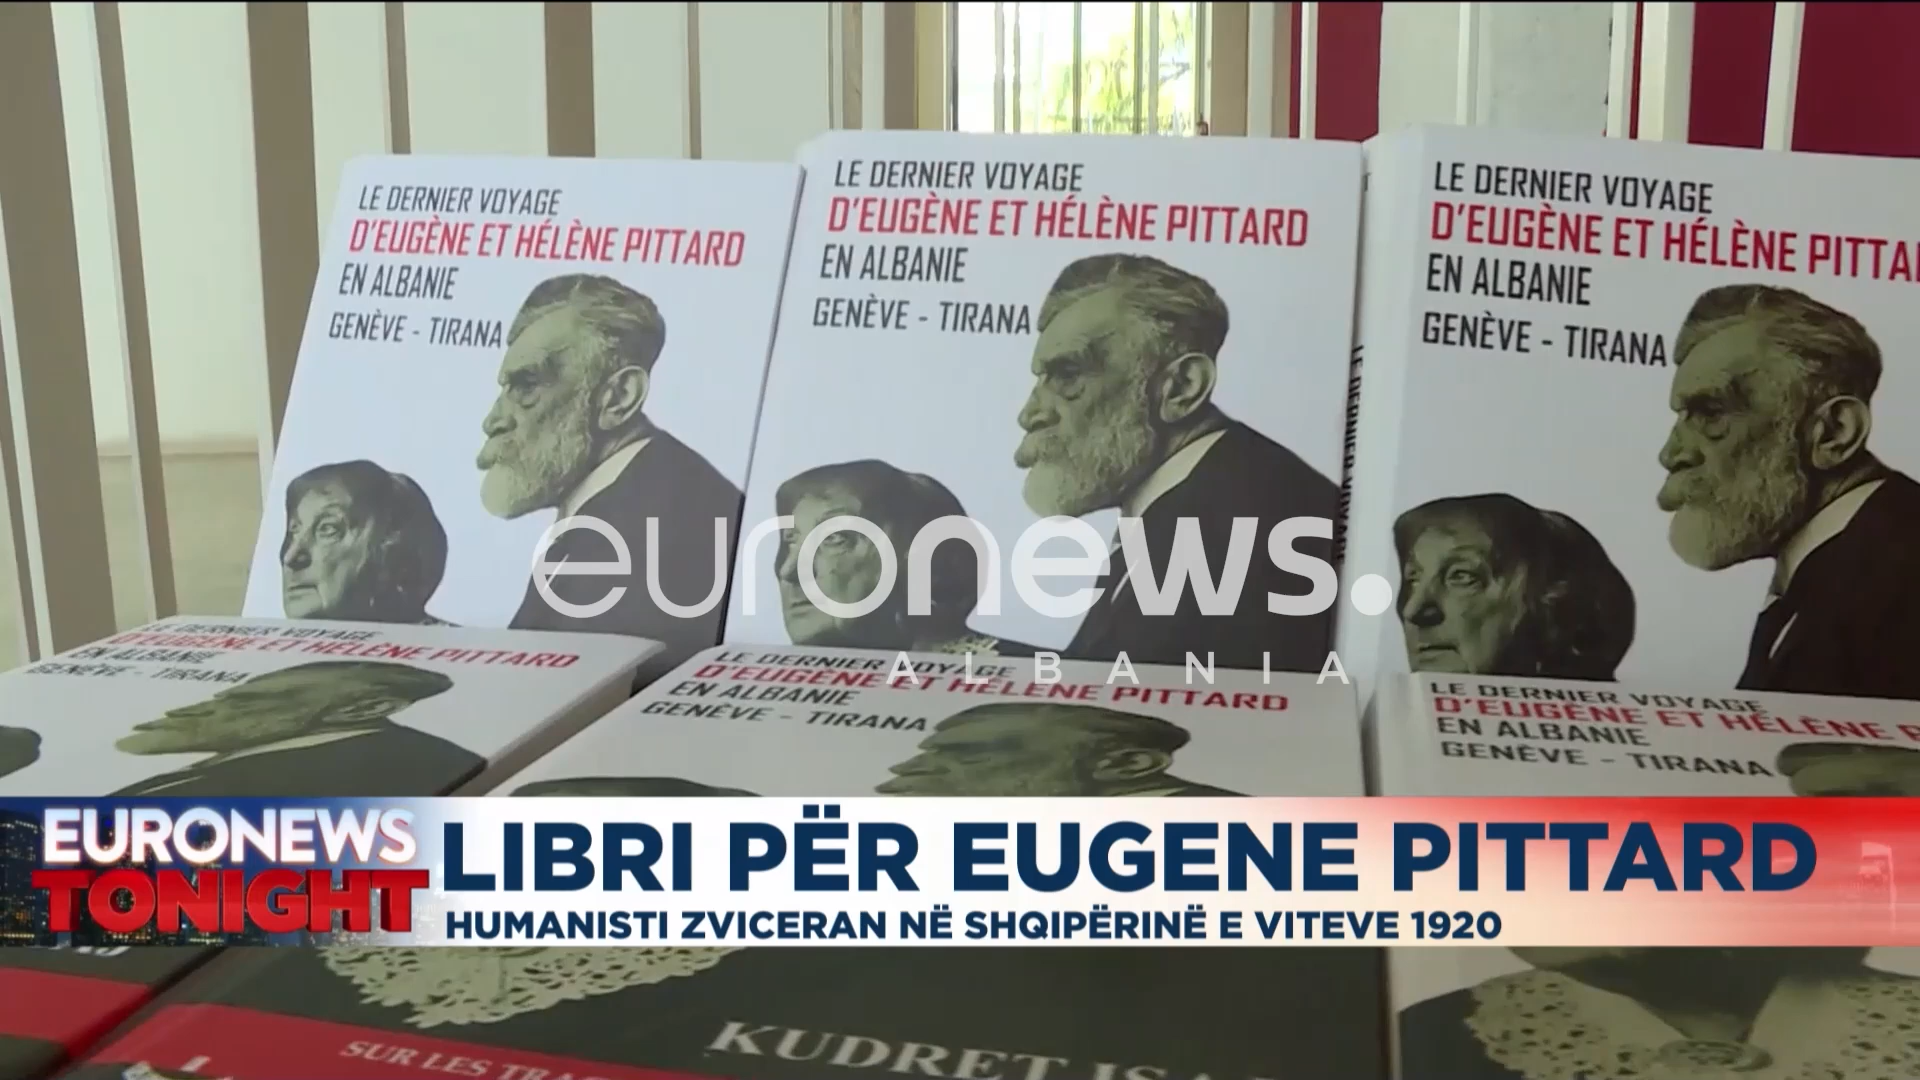 LE DERNIER VOYAGE
D'EUGÈNE ET HÉLÈNE PITTARD
EN ALBANIE
GENÈVE - TIRANA
LE DERNIER VOYAGE
D'EUGÈNE ET HÉLÈNE PITTARD
EN ALBANIE
GENÈVE - TIRANA
LE DERNIER VOYAGE
D'EUGÈNE ET HÉLÈNE PITTA
EN ALBANIE
GENÈVE - TIRANA
LE DERNIER VOYAGE
euronews.
ALBANIA
LE DERNIER VOYAGE
D'EUGÈNE ET HÉLÈNE PITTARD
EN ALBANIE
GENÈVE - TIRANA
LE DERNIER VOYAGE
D'EUGÈNE ET HÉLÈNE PITTARD
EN ALBANIE
GENÈVE - TIRANA
LE DERNIER VOYAGE
D'EUGÈNE ET HÉLÈNE P
EN ALBANIE
GENÈVE - TIRANA
EURONEWS
TONIGHT
LIBRI PËR EUGENE PITTARD
HUMANISTI ZVICERAN NË SHQIPËRINË E VITEVE 1920
KUDRET
SUR LES